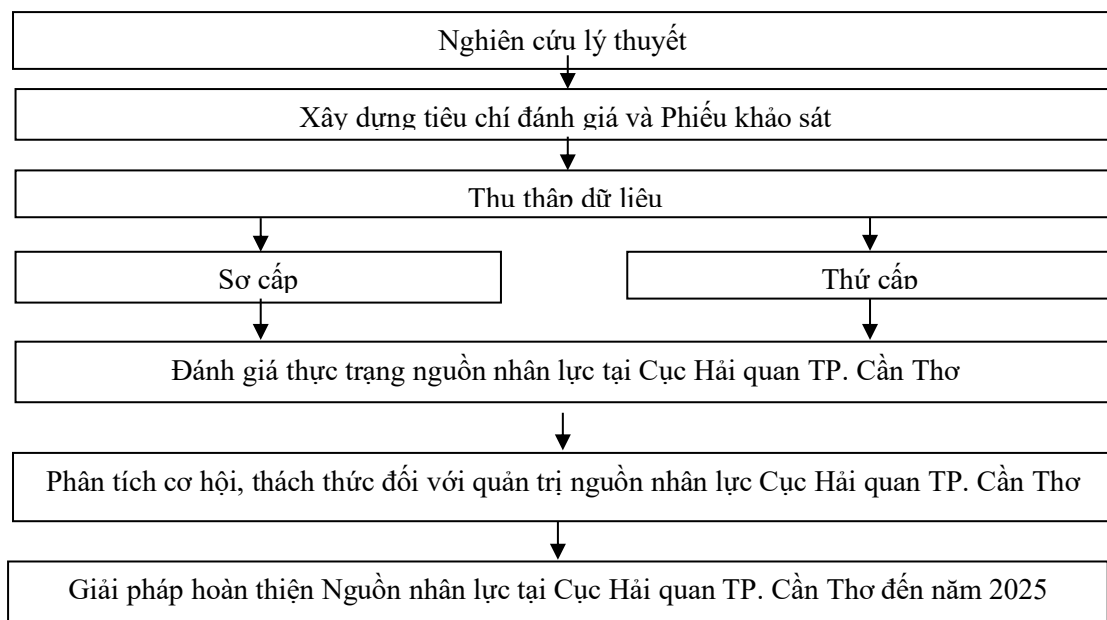 Nghiên cứu lý thuyết
Xây dựng tiêu chí đánh giá và Phiếu khảo sát
Thu thập dữ liệu
Sơ cấp
Thứ cấp
Đánh giá thực trạng nguồn nhân lực tại Cục Hải quan TP. Cần Thơ
Phân tích cơ hội, thách thức đối với quản trị nguồn nhân lực Cục Hải quan TP. Cần Thơ
Giải pháp hoàn thiện Nguồn nhân lực tại Cục Hải quan TP. Cần Thơ đến năm 2025